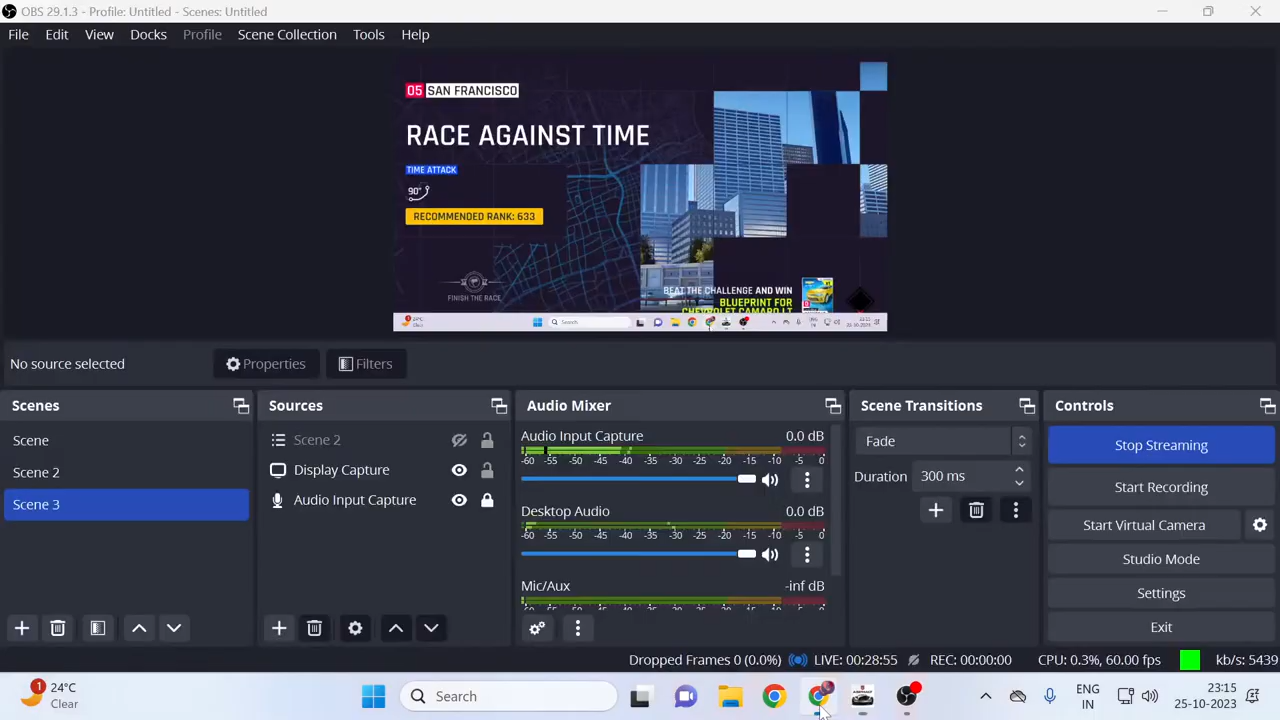 OBS 29.1.3 - Profile: Untitled - Scenes: Untitled
File Edit View Docks Profile Scene Collection Tools Help
05 SAN FRANCISCO
RACE AGAINST TIME
TIME ATTACK
90°
RECOMMENDED RANK: 633
FINISH THE RACE
BEAT THE CHALLENGE AND WIN
BLUEPRINT FOR
CHEVROLET CAMARO LT
Search
No source selected Properties Filters
Scenes
Scene
Scene 2
Scene 3
Sources
Scene 2
Display Capture
Audio Input Capture
Audio Mixer
Audio Input Capture 0.0 dB
-60 -55 -50 -45 -40 -35 -30 -25 -20 -15 -10 -5 0
Desktop Audio 0.0 dB
-60 -55 -50 -45 -40 -35 -30 -25 -20 -15 -10 -5 0
Mic/Aux -inf dB
Scene Transitions
Fade
Duration 300 ms
Controls
Stop Streaming
Start Recording
Start Virtual Camera
Studio Mode
Settings
Exit
Dropped Frames 0 (0.0%) LIVE: 00:28:55 REC: 00:00:00 CPU: 0.3%, 60.00 fps kb/s: 5439
1
24°C
Clear
Search
ENG
IN
23:15
25-10-2023